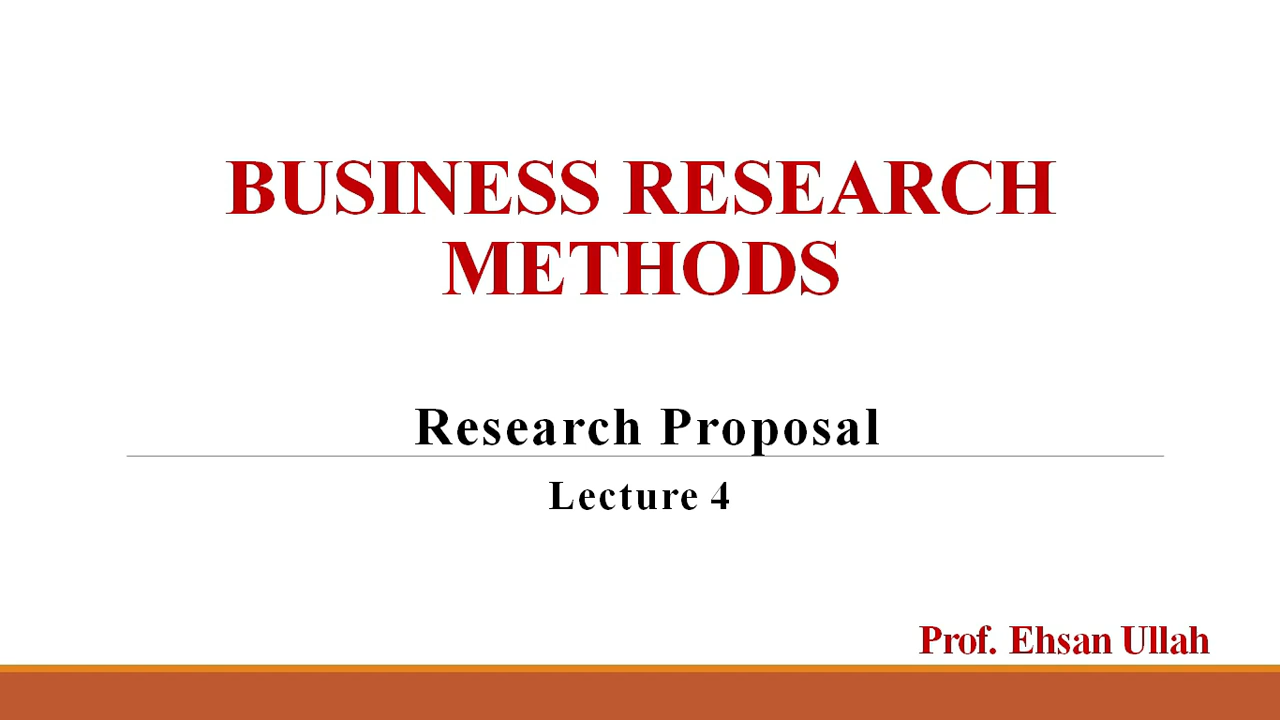 BUSINESS RESEARCH
METHODS
Research Proposal
Lecture 4
Prof. Ehsan Ullah